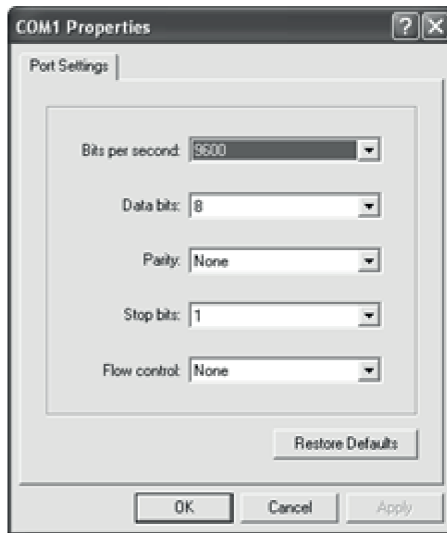 COM1 Properties
Port Settings
Bits per second: 9600
Data bits: 8
Parity: None
Stop bits: 1
Flow control: None
Restore Defaults
OK Cancel Apply